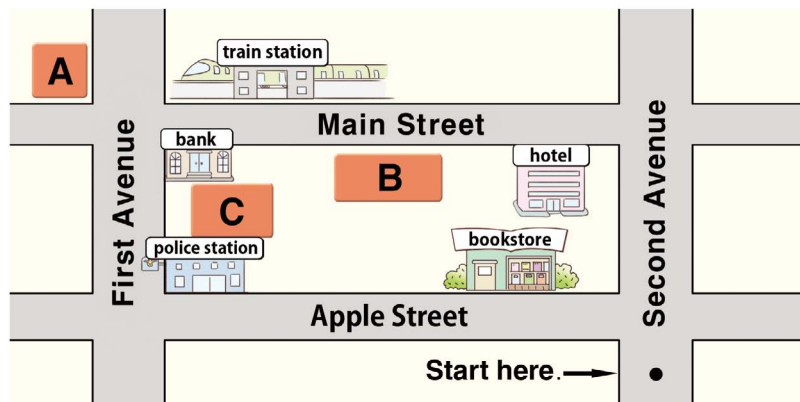 train station
A
Main Street
bank
hotel
B
C
police station
bookstore
First Avenue
Second Avenue
Apple Street
Start here.